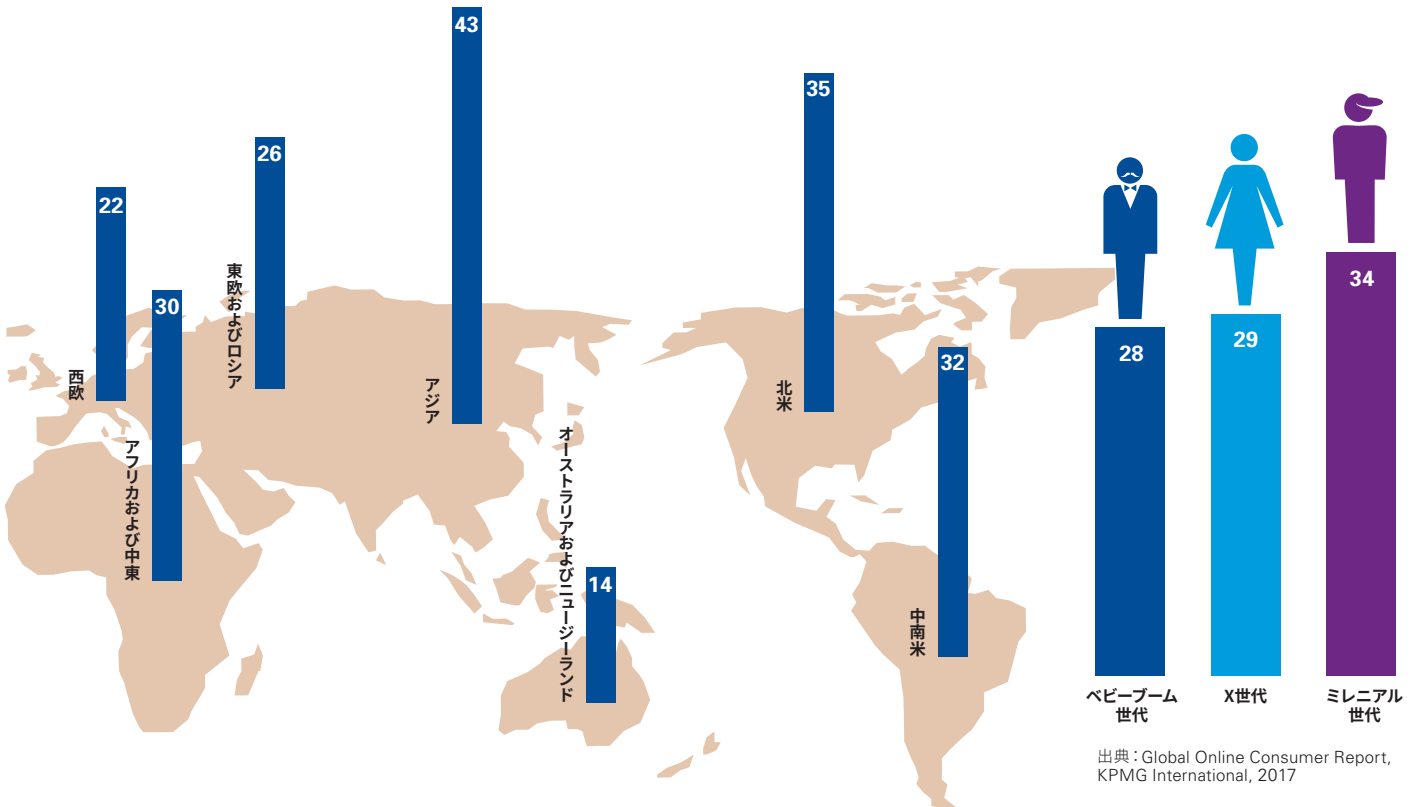 22
西欧
30
アフリカおよび中東
26
東欧およびロシア
43
アジア
14
オーストラリアおよびニュージーランド
35
北米
32
中南米
28
ベビーブーム
世代
29
X世代
34
ミレニアル
世代
出典：Global Online Consumer Report,
KPMG International, 2017